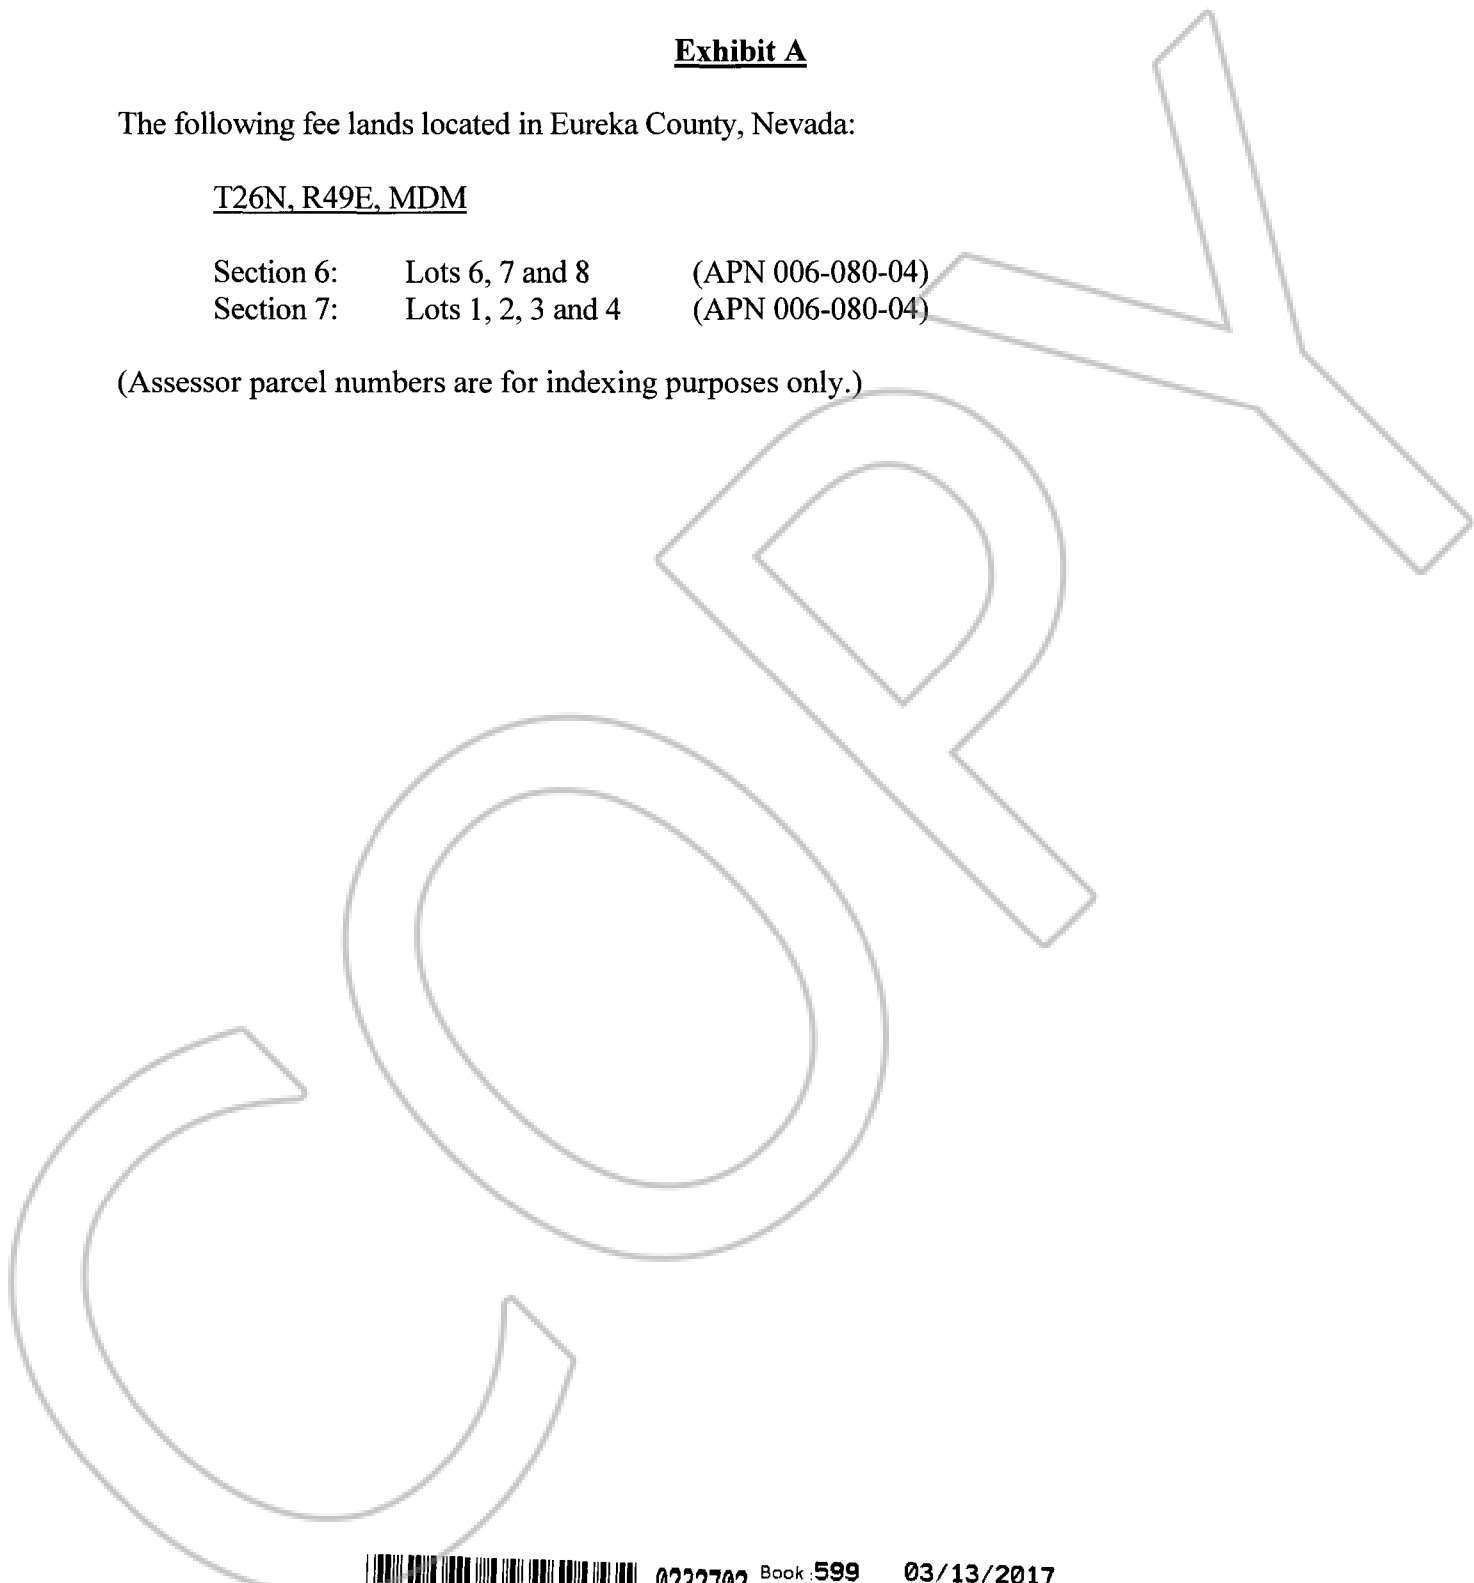 Exhibit A
The following fee lands located in Eureka County, Nevada:
T26N, R49E, MDM
Section 6: Lots 6, 7 and 8 (APN 006-080-04)
Section 7: Lots 1, 2, 3 and 4 (APN 006-080-04)
(Assessor parcel numbers are for indexing purposes only.)
COPY
0232702 Book: 599 03/13/2017